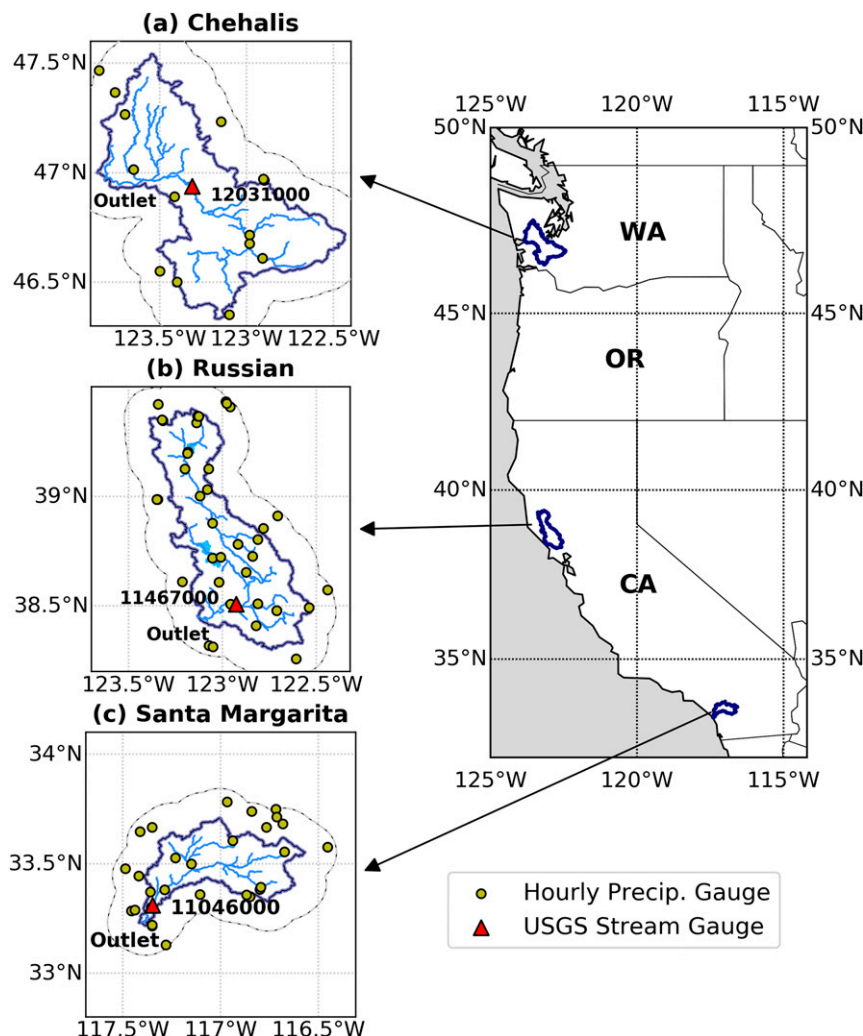 (a) Chehalis
47.5°N
47°N
46.5°N
Outlet
12031000
123.5°W 123°W 122.5°W
(b) Russian
39°N
38.5°N
11467000
Outlet
123.5°W 123°W 122.5°W
(c) Santa Margarita
34°N
33.5°N
33°N
11046000
Outlet
117.5°W 117°W 116.5°W
125°W 120°W 115°W
50°N 50°N
WA
45°N 45°N
OR
40°N 40°N
CA
35°N 35°N
125°W 120°W 115°W
Hourly Precip. Gauge
USGS Stream Gauge